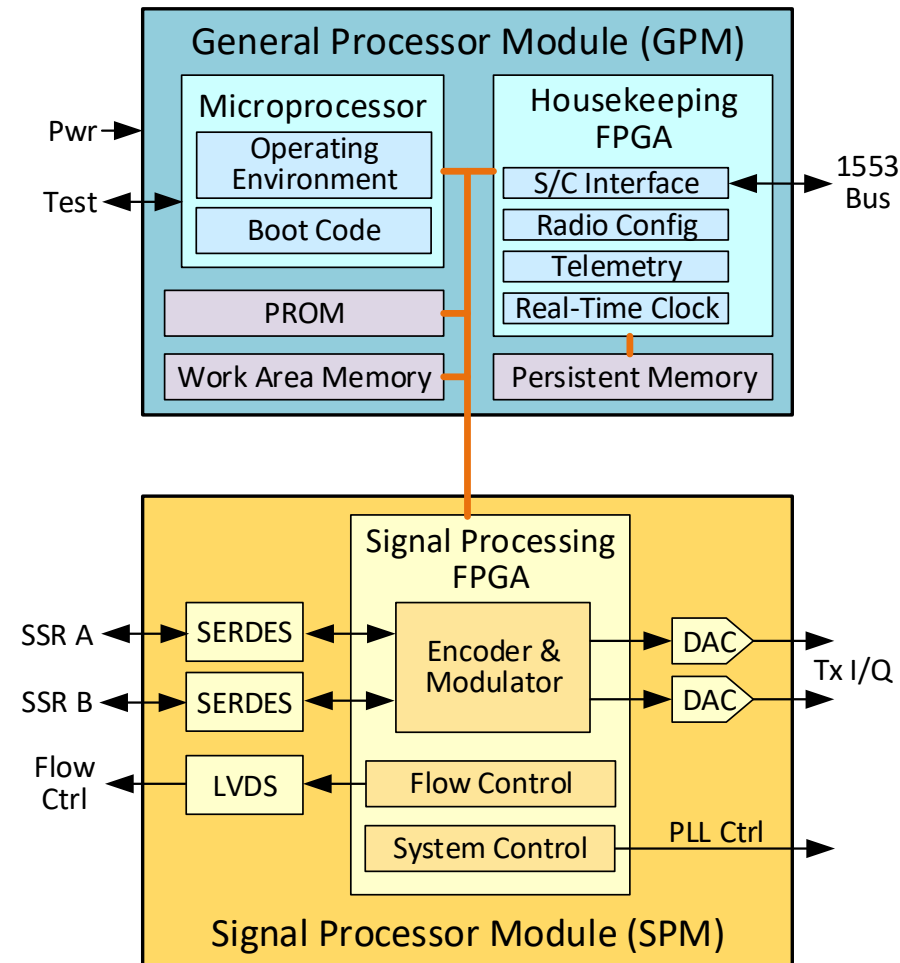 General Processor Module (GPM)
Microprocessor
Operating
Environment
Boot Code
PROM
Work Area Memory
Housekeeping
FPGA
S/C Interface
Radio Config
Telemetry
Real-Time Clock
Persistent Memory
Pwr
Test
1553
Bus
Signal Processing
FPGA
SSR A
SERDES
Encoder &
Modulator
DAC
Tx I/Q
SSR B
SERDES
DAC
Flow
Ctrl
LVDS
Flow Control
System Control
PLL Ctrl
Signal Processor Module (SPM)